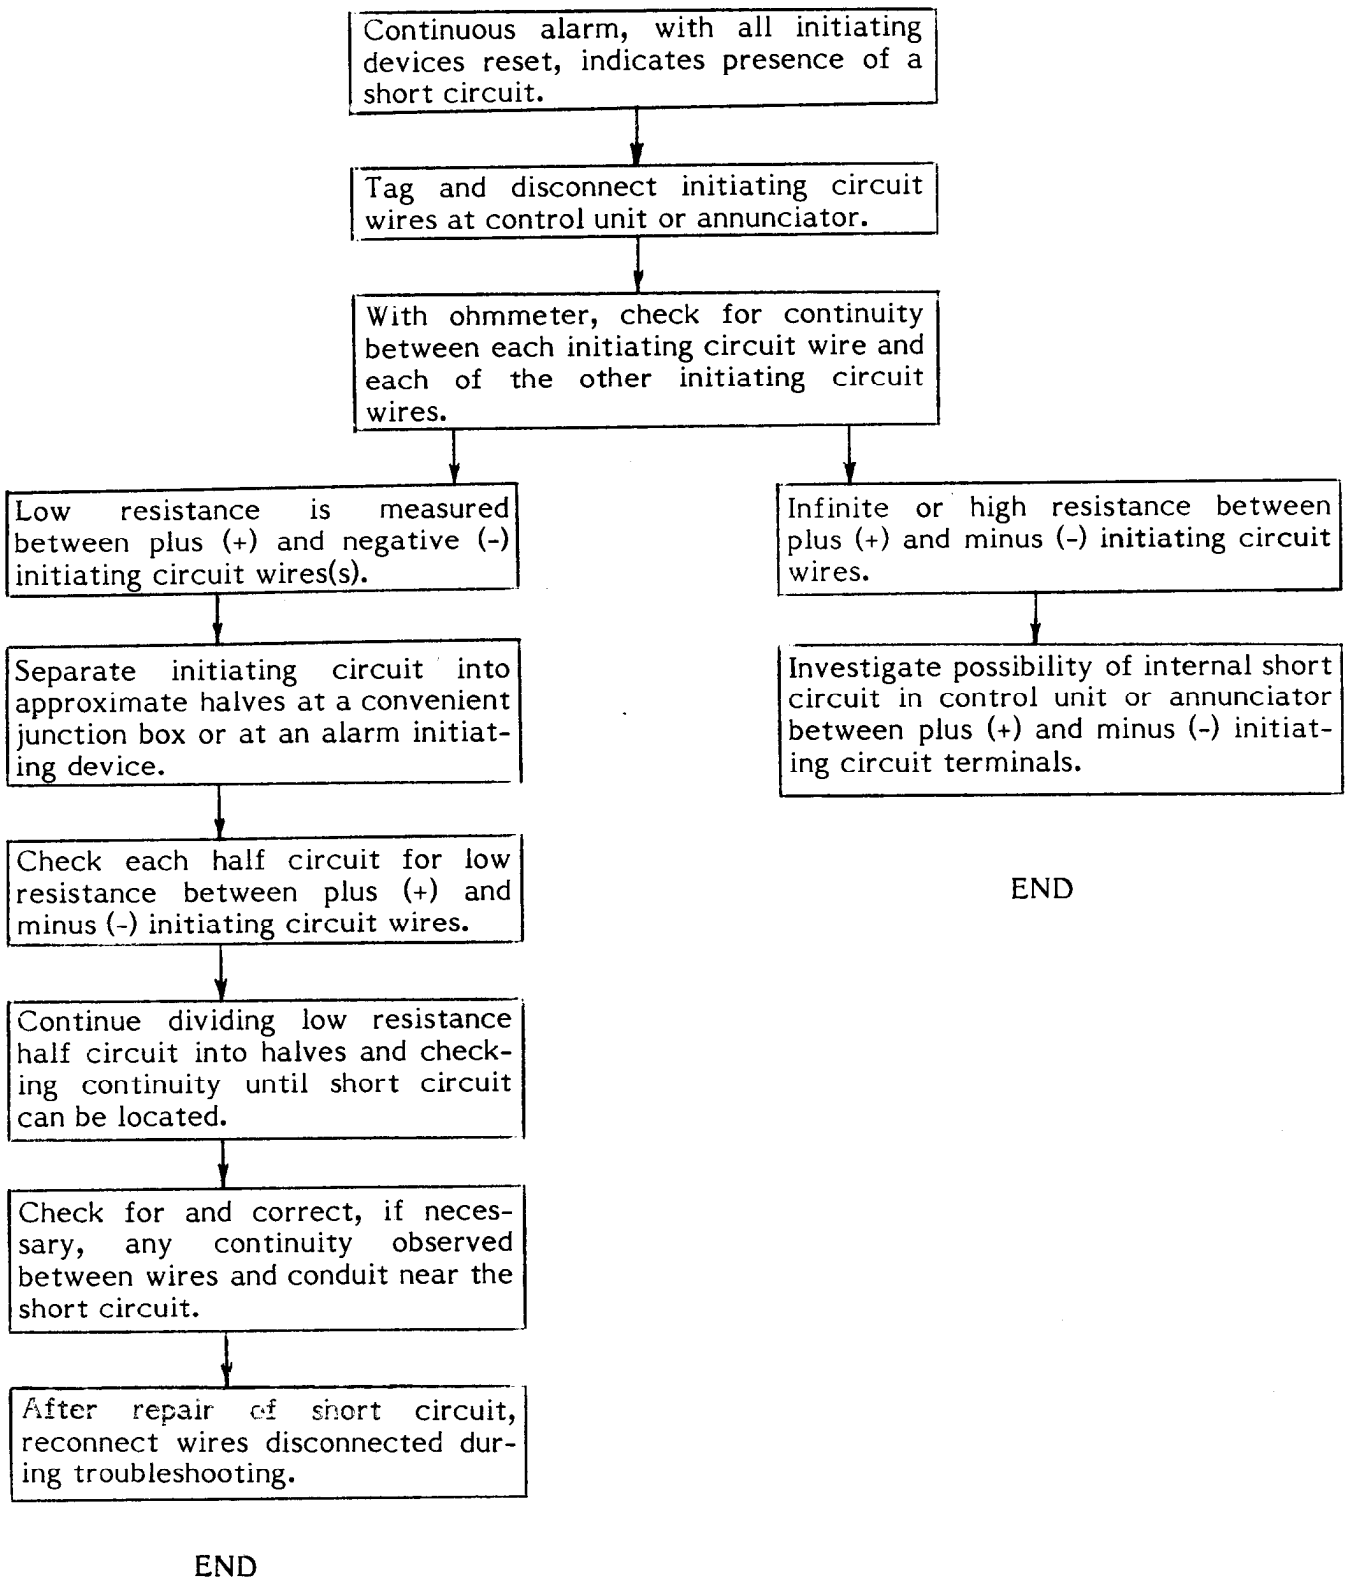 Continuous alarm, with all initiating
devices reset, indicates presence of a
short circuit.
Tag and disconnect initiating circuit
wires at control unit or annunciator.
With ohmmeter, check for continuity
between each initiating circuit wire and
each of the other initiating circuit
wires.
Low resistance is measured
between plus (+) and negative (-)
initiating circuit wires(s).
Separate initiating circuit into
approximate halves at a convenient
junction box or at an alarm initiat-
ing device.
Check each half circuit for low
resistance between plus (+) and
minus (-) initiating circuit wires.
Continue dividing low resistance
half circuit into halves and check-
ing continuity until short circuit
can be located.
Check for and correct, if neces-
sary, any continuity observed
between wires and conduit near the
short circuit.
After repair of short circuit,
reconnect wires disconnected dur-
ing troubleshooting.
END
Infinite or high resistance between
plus (+) and minus (-) initiating circuit
wires.
Investigate possibility of internal short
circuit in control unit or annunciator
between plus (+) and minus (-) initiat-
ing circuit terminals.
END